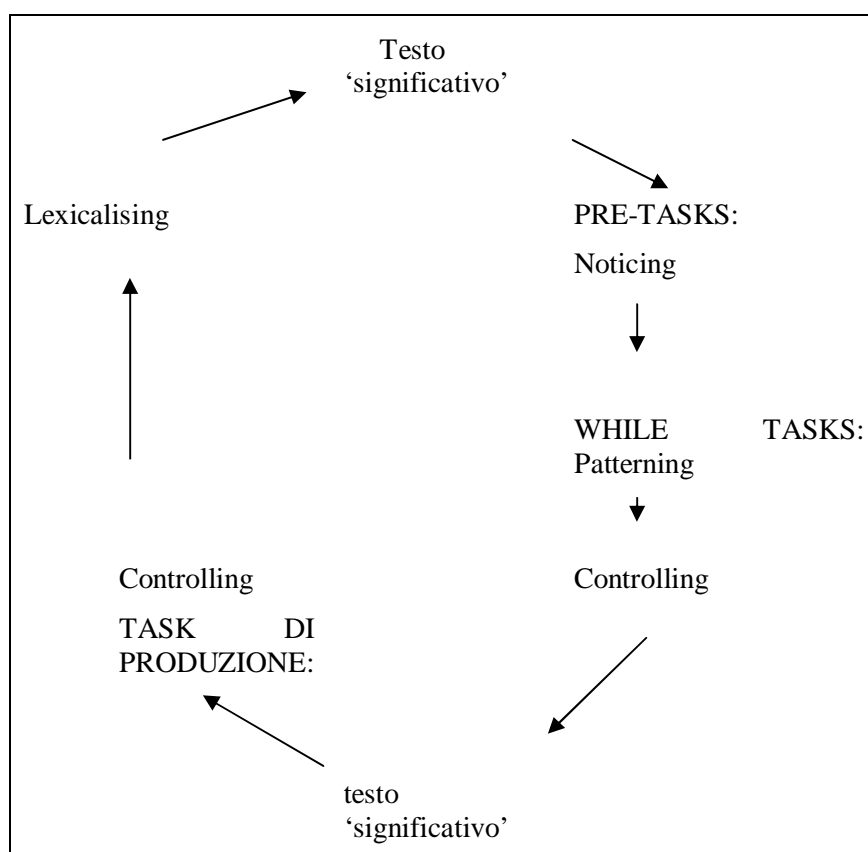 Testo
‘significativo’
Lexicalising
PRE-TASKS:
Noticing
WHILE TASKS:
Patterning
Controlling
Controlling
TASK DI
PRODUZIONE:
testo
‘significativo’